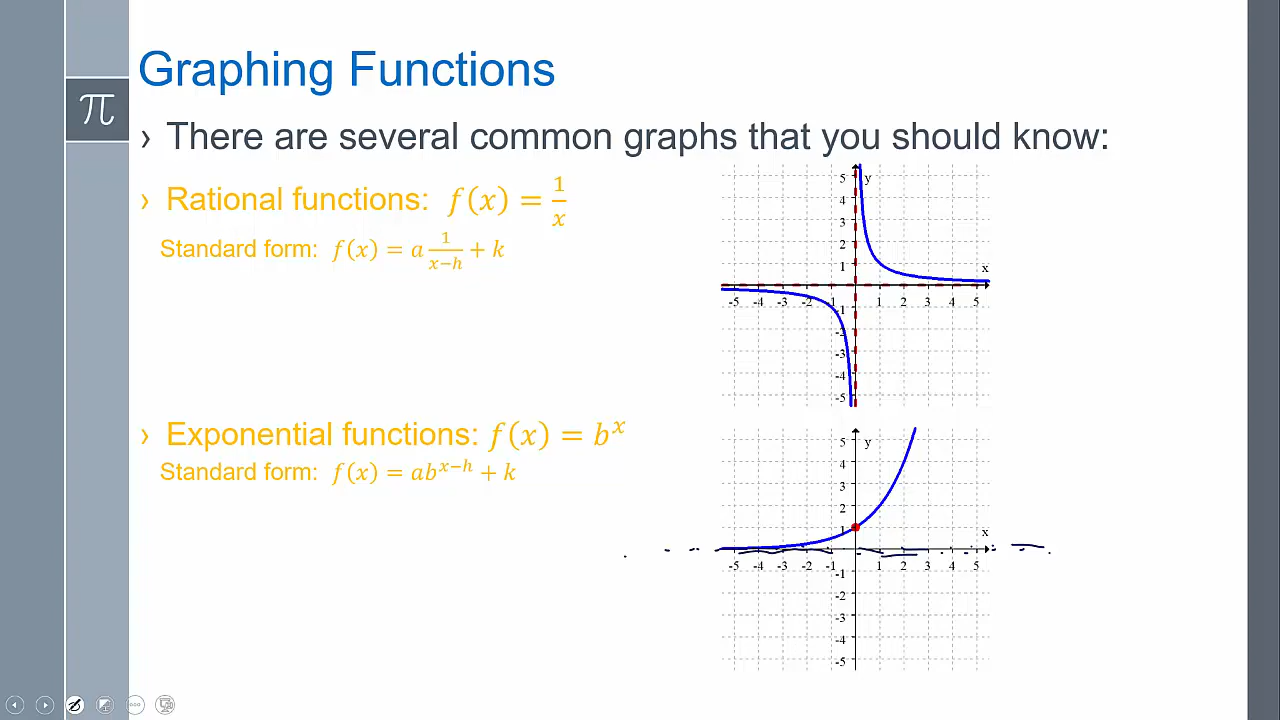 Graphing Functions
π
› There are several common graphs that you should know:
› Rational functions: f(x) = 1/x
Standard form: f(x) = a 1/(x−h) + k
5 y
4
3
2
1 x
-5 -4 -3 -2 -1 1 2 3 4 5
-1
-2
-3
-4
-5
› Exponential functions: f(x) = b^x
Standard form: f(x) = ab^(x−h) + k
5 y
4
3
2
1 x
-5 -4 -3 -2 -1 1 2 3 4 5
-1
-2
-3
-4
-5